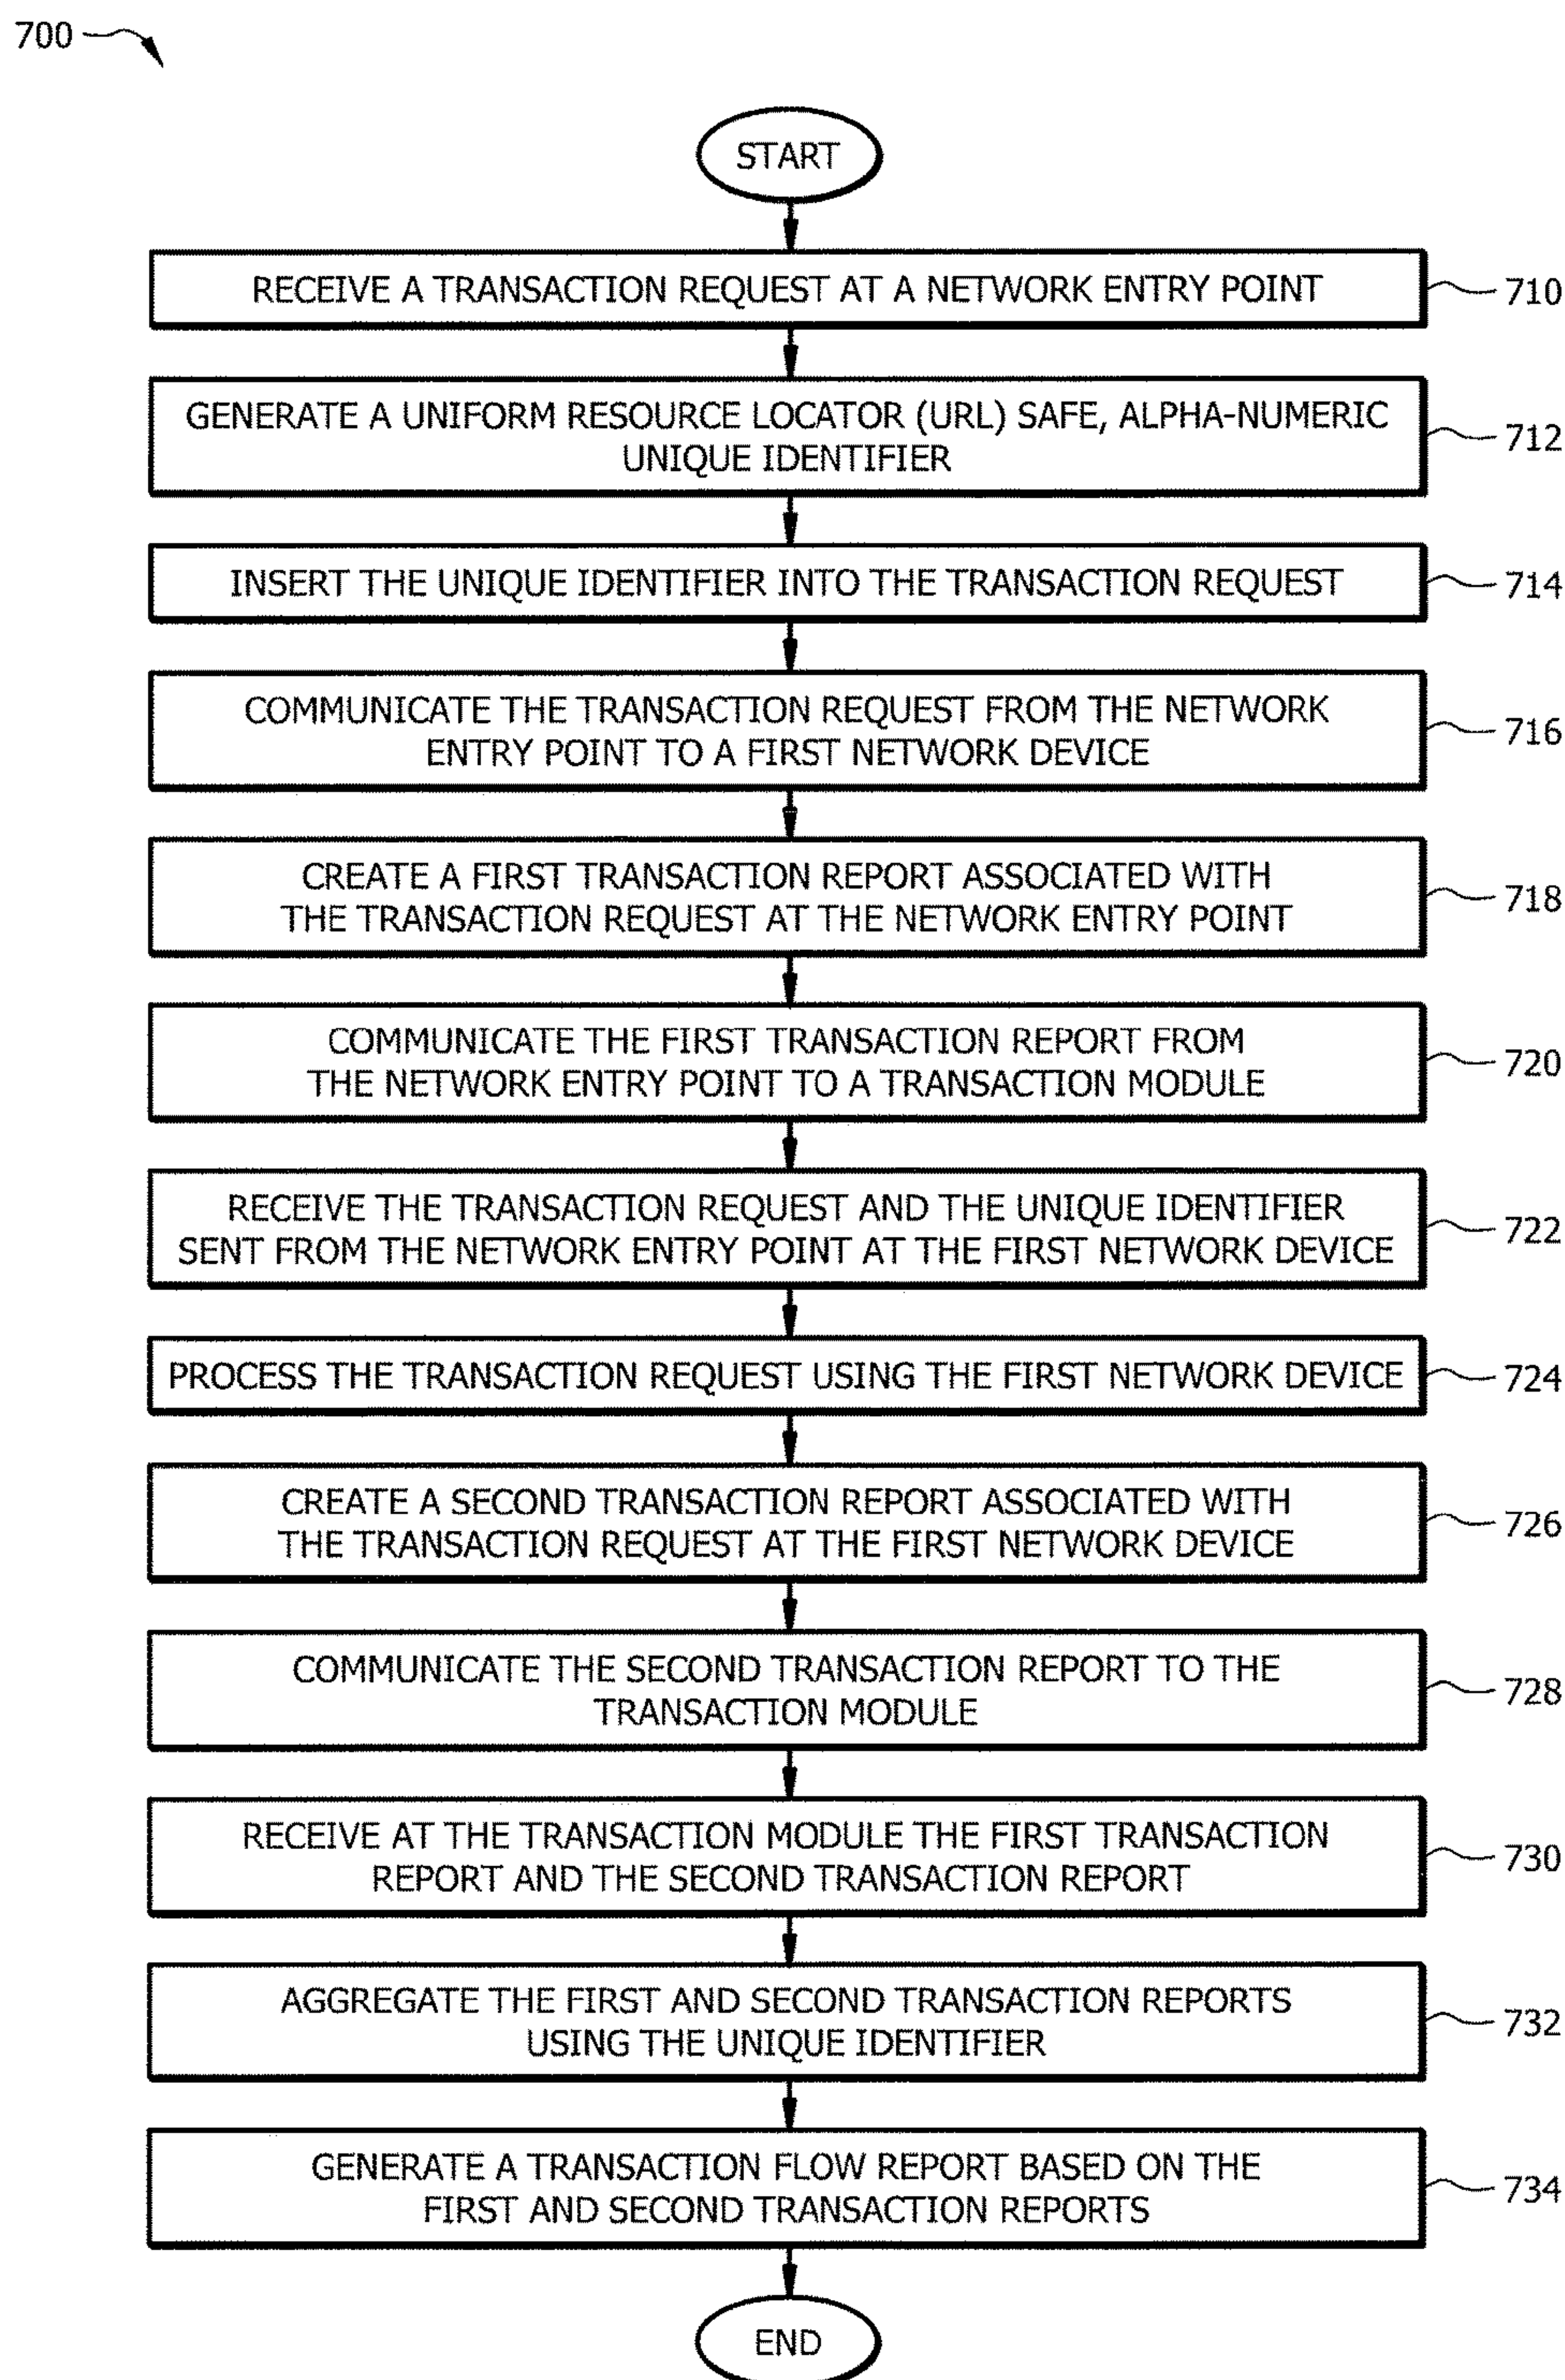 700
START
RECEIVE A TRANSACTION REQUEST AT A NETWORK ENTRY POINT
710
GENERATE A UNIFORM RESOURCE LOCATOR (URL) SAFE, ALPHA-NUMERIC
UNIQUE IDENTIFIER
712
INSERT THE UNIQUE IDENTIFIER INTO THE TRANSACTION REQUEST
714
COMMUNICATE THE TRANSACTION REQUEST FROM THE NETWORK
ENTRY POINT TO A FIRST NETWORK DEVICE
716
CREATE A FIRST TRANSACTION REPORT ASSOCIATED WITH
THE TRANSACTION REQUEST AT THE NETWORK ENTRY POINT
718
COMMUNICATE THE FIRST TRANSACTION REPORT FROM
THE NETWORK ENTRY POINT TO A TRANSACTION MODULE
720
RECEIVE THE TRANSACTION REQUEST AND THE UNIQUE IDENTIFIER
SENT FROM THE NETWORK ENTRY POINT AT THE FIRST NETWORK DEVICE
722
PROCESS THE TRANSACTION REQUEST USING THE FIRST NETWORK DEVICE
724
CREATE A SECOND TRANSACTION REPORT ASSOCIATED WITH
THE TRANSACTION REQUEST AT THE FIRST NETWORK DEVICE
726
COMMUNICATE THE SECOND TRANSACTION REPORT TO THE
TRANSACTION MODULE
728
RECEIVE AT THE TRANSACTION MODULE THE FIRST TRANSACTION
REPORT AND THE SECOND TRANSACTION REPORT
730
AGGREGATE THE FIRST AND SECOND TRANSACTION REPORTS
USING THE UNIQUE IDENTIFIER
732
GENERATE A TRANSACTION FLOW REPORT BASED ON THE
FIRST AND SECOND TRANSACTION REPORTS
734
END